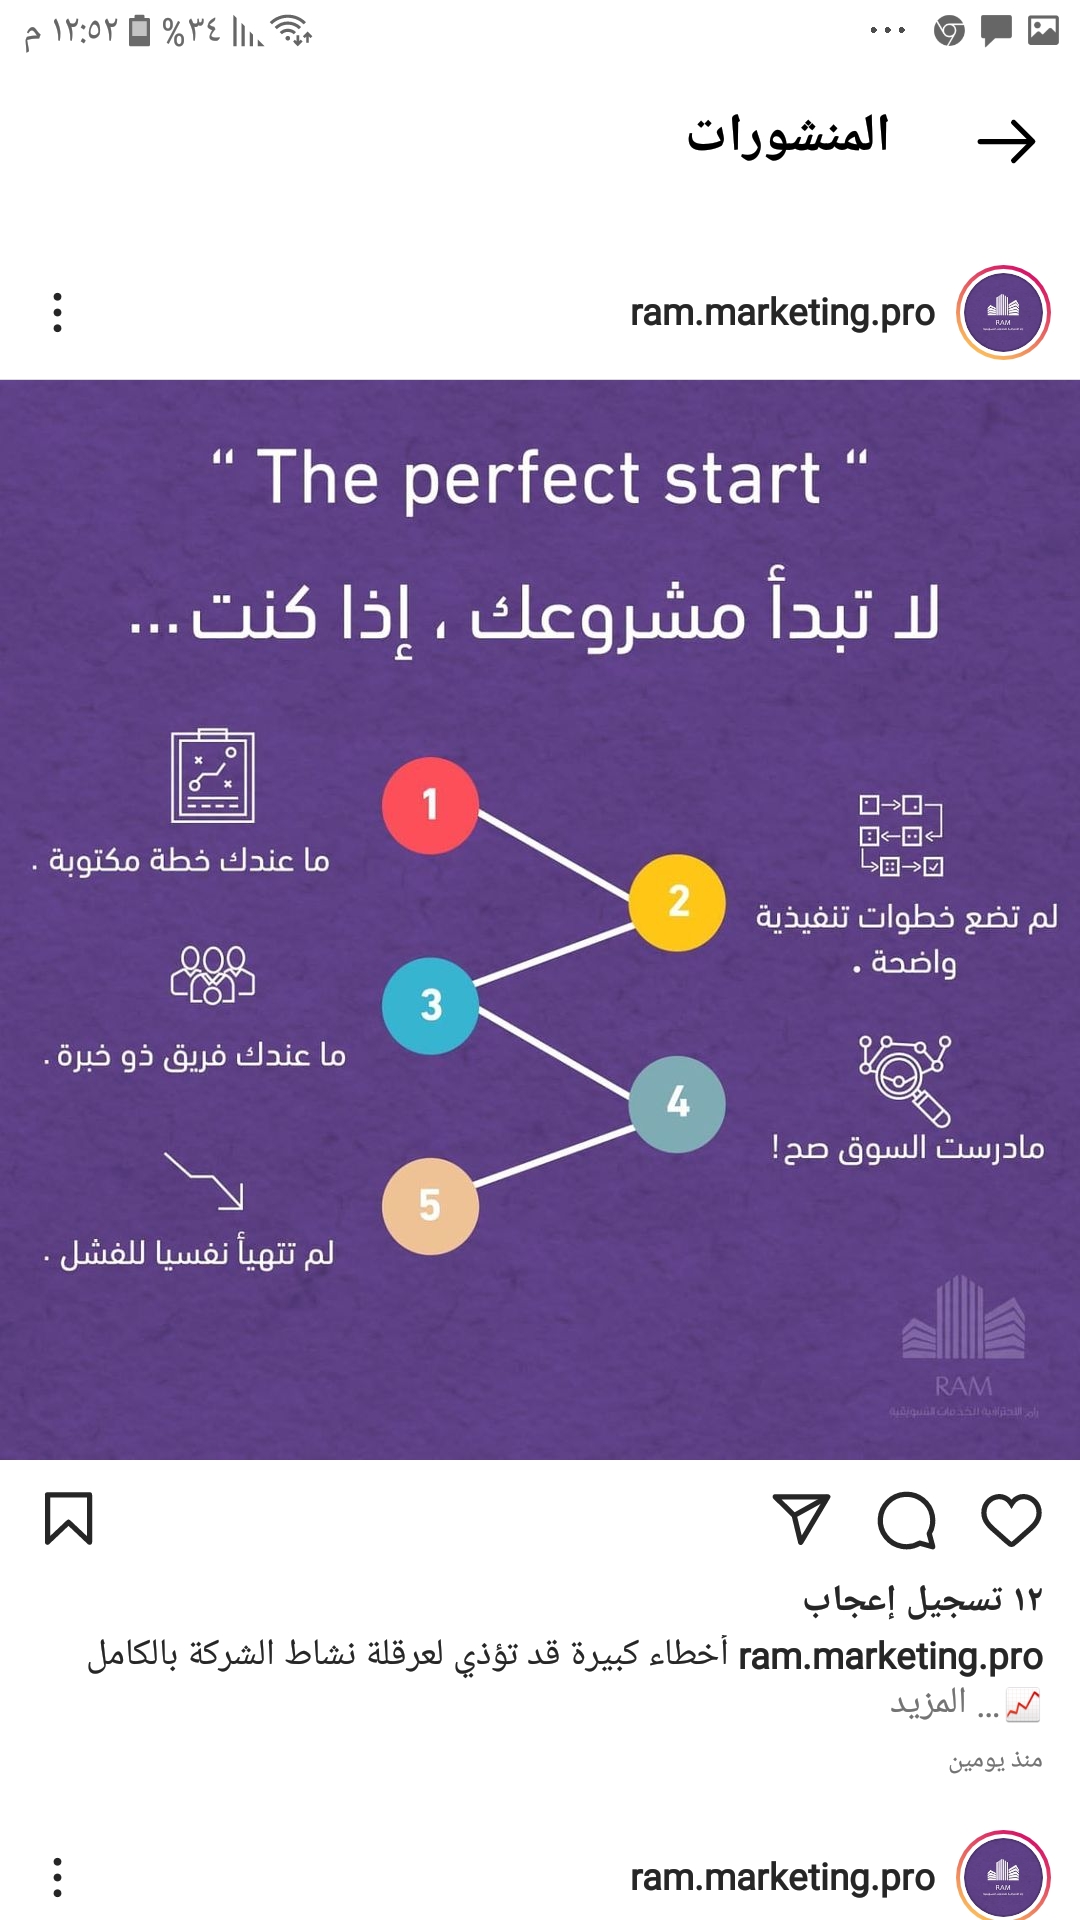 ١٢:٥٢ م
%٣٤
المنشورات
ram.marketing.pro
“ The perfect start “
لا تبدأ مشروعك ، إذا كنت...
1
ما عندك خطة مكتوبة .
2
لم تضع خطوات تنفيذية
واضحة .
3
ما عندك فريق ذو خبرة .
4
مادرست السوق صح!
5
لم تتهيأ نفسيا للفشل .
RAM
رام الإحترافية للخدمات التسويقية
١٢ تسجيل إعجاب
ram.marketing.pro أخطاء كبيرة قد تؤذي لعرقلة نشاط الشركة بالكامل
📈... المزيد
منذ يومين
ram.marketing.pro
RAM